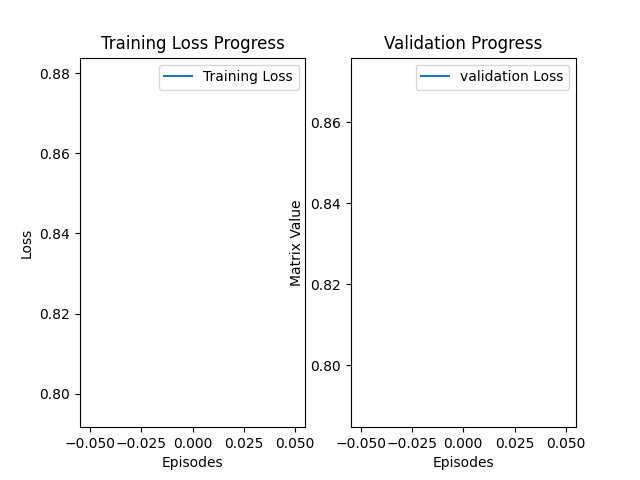 Training Loss Progress
Training Loss
0.88
0.86
0.84
0.82
0.80
Loss
−0.050 −0.025 0.000 0.025 0.050
Episodes
Validation Progress
validation Loss
0.86
0.84
0.82
0.80
Matrix Value
−0.050 −0.025 0.000 0.025 0.050
Episodes